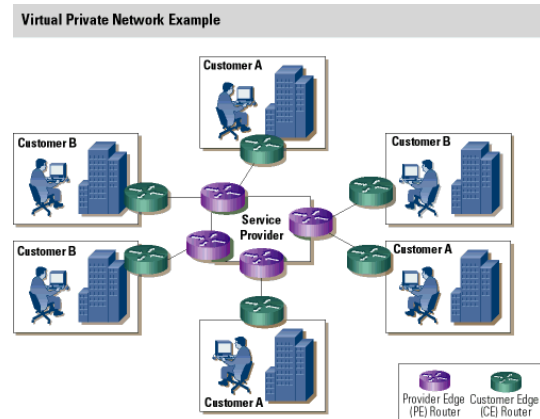 Virtual Private Network Example
Customer A
Customer B
Customer B
Service
Provider
Customer B
Customer A
Customer A
Provider Edge
(PE) Router
Customer Edge
(CE) Router